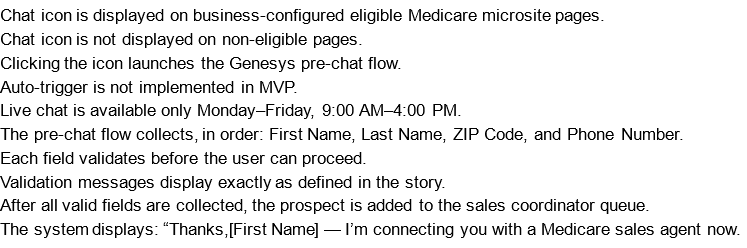 Chat icon is displayed on business-configured eligible Medicare microsite pages.
Chat icon is not displayed on non-eligible pages.
Clicking the icon launches the Genesys pre-chat flow.
Auto-trigger is not implemented in MVP.
Live chat is available only Monday–Friday, 9:00 AM–4:00 PM.
The pre-chat flow collects, in order: First Name, Last Name, ZIP Code, and Phone Number.
Each field validates before the user can proceed.
Validation messages display exactly as defined in the story.
After all valid fields are collected, the prospect is added to the sales coordinator queue.
The system displays: “Thanks,[First Name] — I’m connecting you with a Medicare sales agent now.